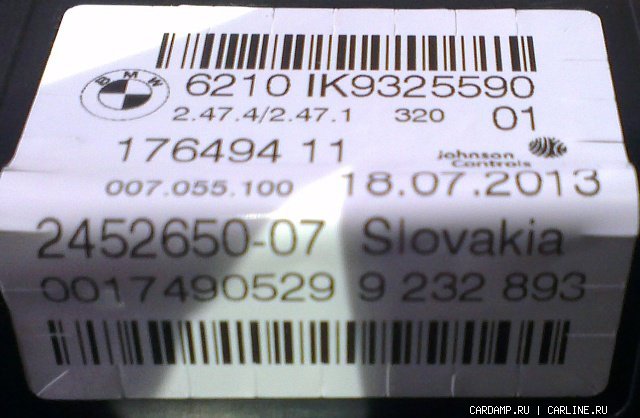 BMW
6210 IK9325590
2.47.4/2.47.1 320 01
176494 11
Johnson Controls
007.055.100 18.07.2013
2452650-07 Slovakia
0017490529 9 232 893
CARDAMP.RU | CARLINE.RU